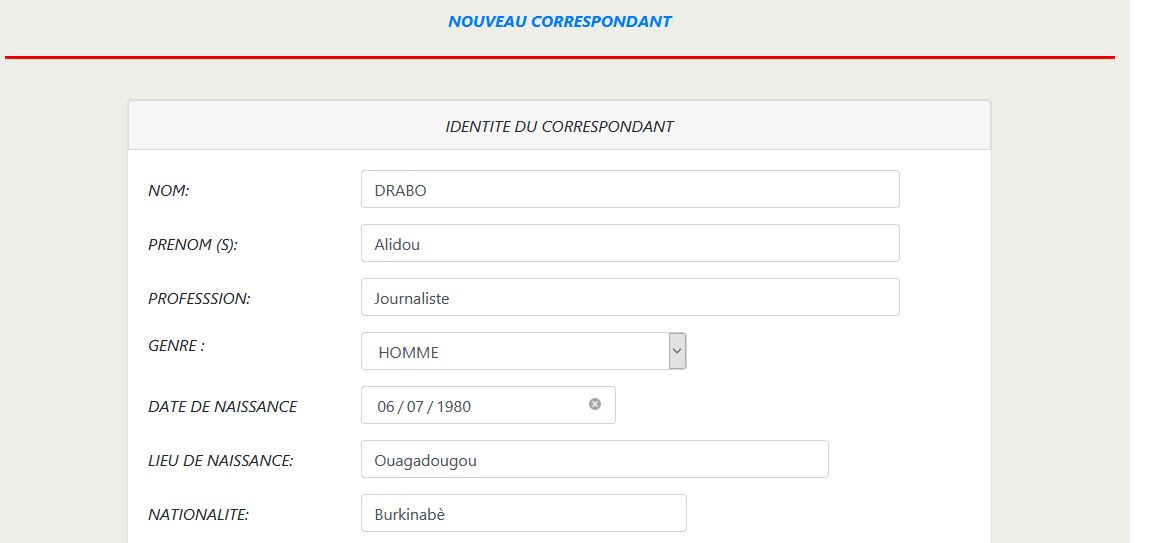 NOUVEAU CORRESPONDANT
IDENTITE DU CORRESPONDANT
NOM: DRABO
PRENOM (S): Alidou
PROFESSSION: Journaliste
GENRE : HOMME
DATE DE NAISSANCE 06 / 07 / 1980
LIEU DE NAISSANCE: Ouagadougou
NATIONALITE: Burkinabè